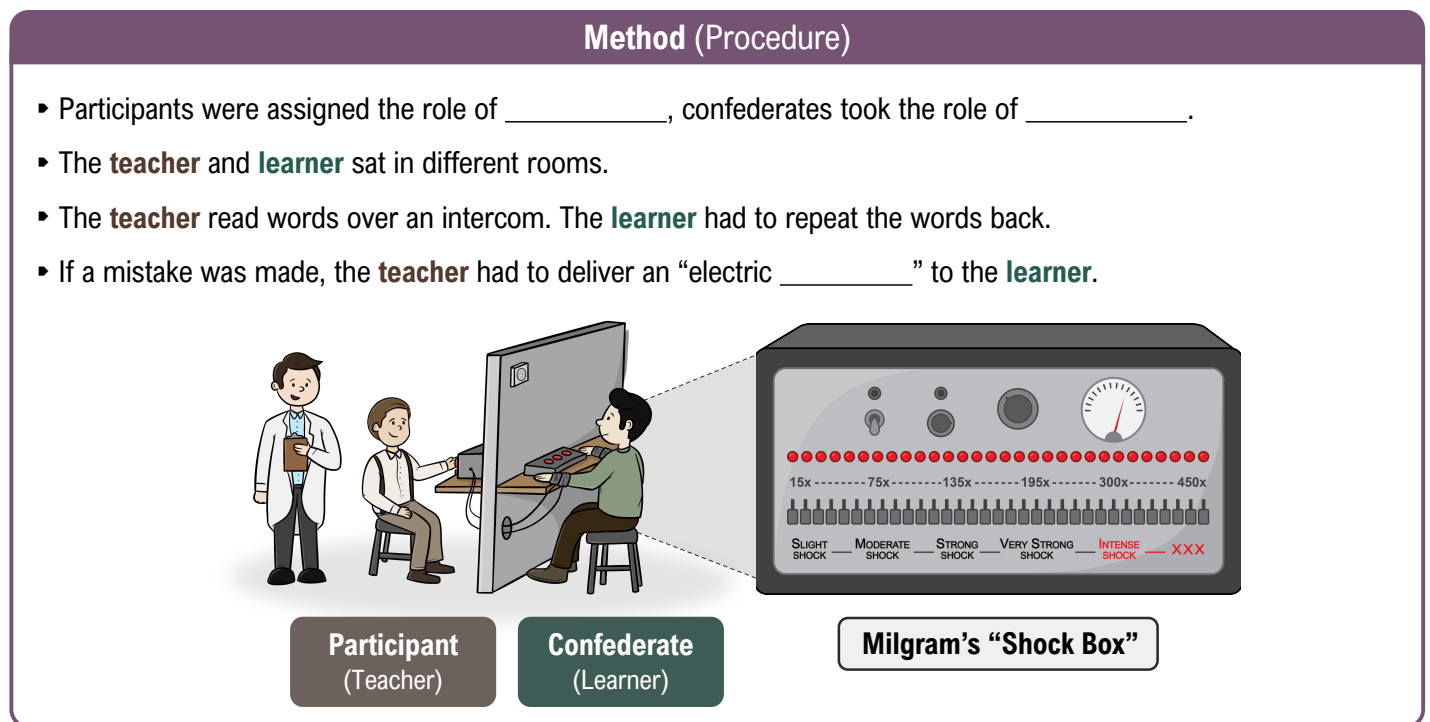 Method (Procedure)
Participants were assigned the role of ___________, confederates took the role of ___________.
The teacher and learner sat in different rooms.
The teacher read words over an intercom. The learner had to repeat the words back.
If a mistake was made, the teacher had to deliver an “electric _________” to the learner.
15x - - - - - - - 75x - - - - - - - 135x - - - - - - - 195x - - - - - - - 300x - - - - - - - 450x
SLIGHT SHOCK — MODERATE SHOCK — STRONG SHOCK — VERY STRONG SHOCK — INTENSE SHOCK — XXX
Participant
(Teacher)
Confederate
(Learner)
Milgram’s “Shock Box”